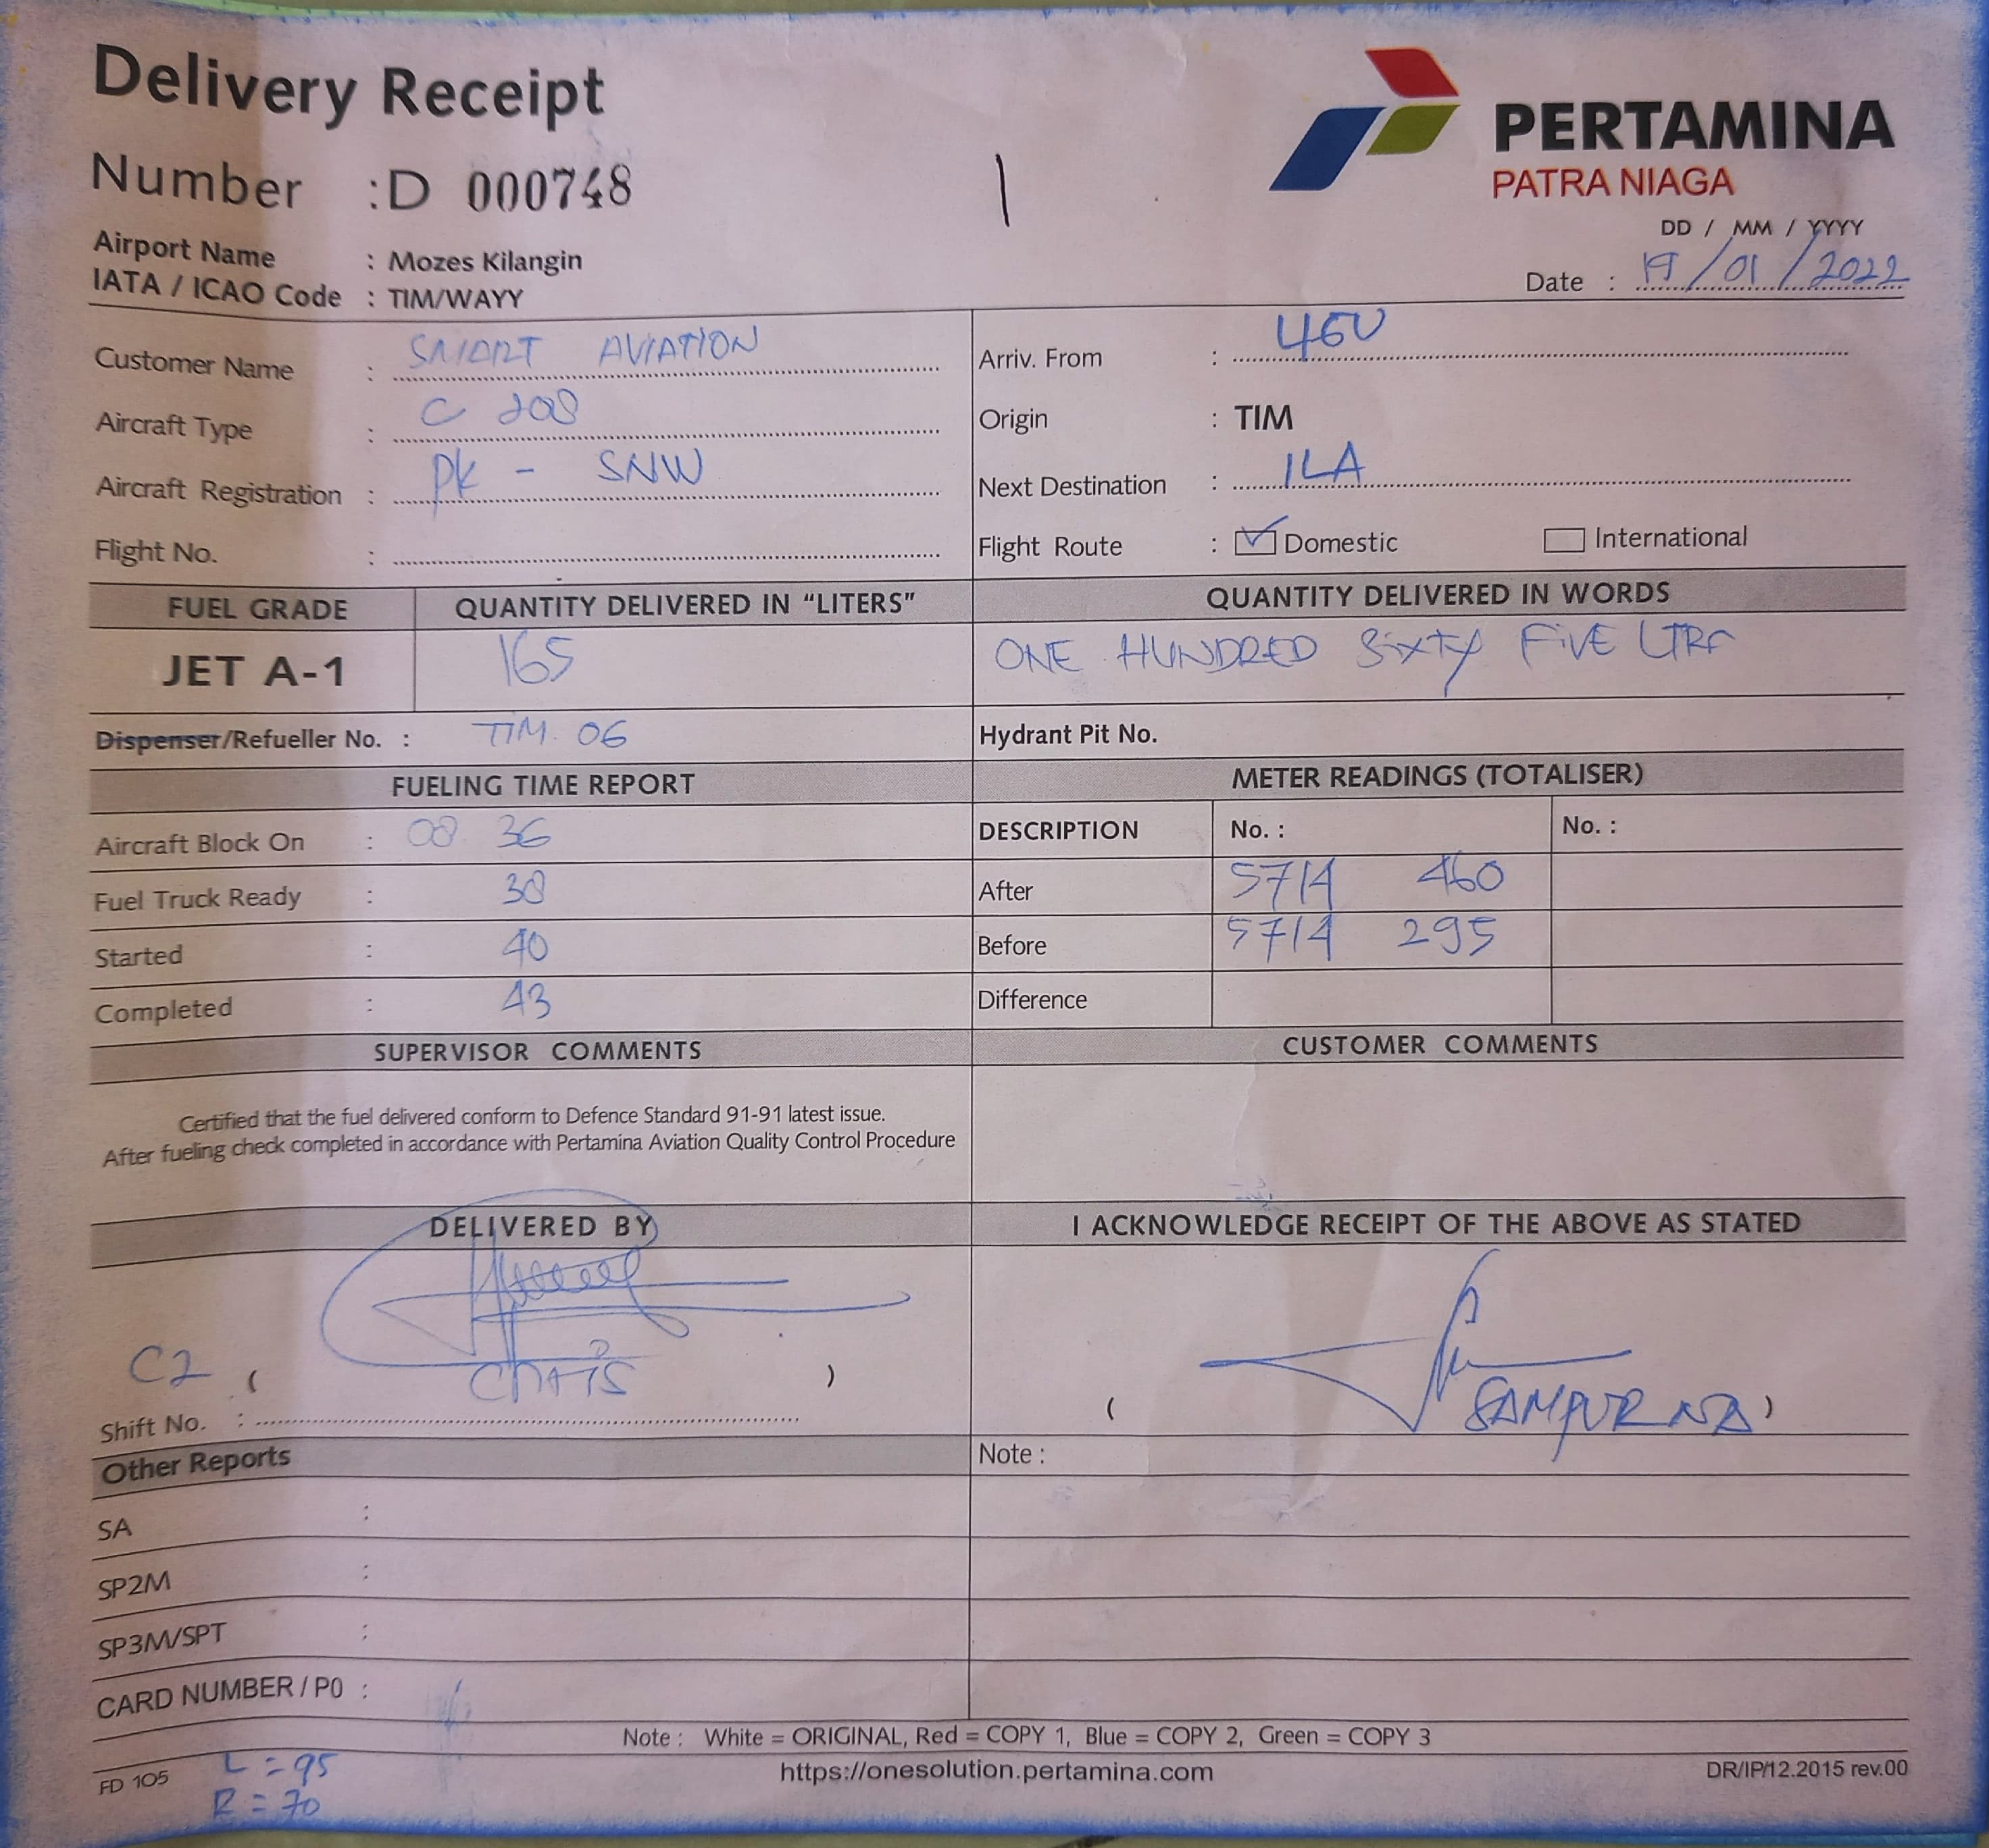 Delivery Receipt
PERTAMINA
PATRA NIAGA
Number : D 000748
DD / MM / YYYY
Airport Name : Mozes Kilangin
IATA / ICAO Code : TIM/WAYY
Date : 19/01/2022
Customer Name : SMART AVIATION
Arriv. From :
Aircraft Type : C 208
Origin : TIM
Aircraft Registration : PK - SNW
Next Destination : ILA
Flight No. :
Flight Route : Domestic International
FUEL GRADE QUANTITY DELIVERED IN “LITERS” QUANTITY DELIVERED IN WORDS
JET A-1 165 ONE HUNDRED SIXTY FIVE LTRS
Dispenser/Refueller No. : TIM. 06 Hydrant Pit No.
FUELING TIME REPORT METER READINGS (TOTALISER)
Aircraft Block On : 08 36 DESCRIPTION No. : No. :
Fuel Truck Ready : 38 After 5714 460
Started : 40 Before 5714 295
Completed : 43 Difference
SUPERVISOR COMMENTS CUSTOMER COMMENTS
Certified that the fuel delivered conform to Defence Standard 91-91 latest issue.
After fueling check completed in accordance with Pertamina Aviation Quality Control Procedure
DELIVERED BY I ACKNOWLEDGE RECEIPT OF THE ABOVE AS STATED
C2 ( )
( SAMPURNA )
Shift No. :
Other Reports Note :
SA :
SP2M :
SP3M/SPT :
CARD NUMBER / P0 :
Note : White = ORIGINAL, Red = COPY 1, Blue = COPY 2, Green = COPY 3
FD 105 L = 95 https://onesolution.pertamina.com DR/IP/12.2015 rev.00
R = 70